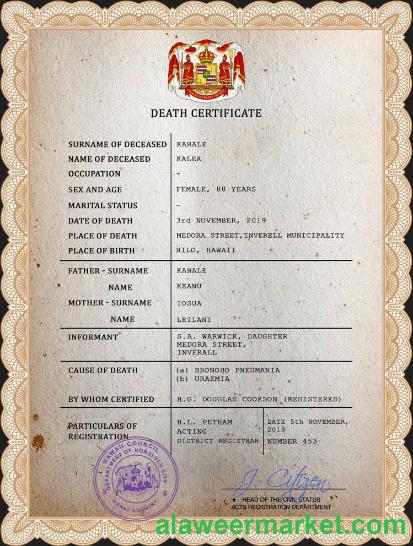 DEATH CERTIFICATE
SURNAME OF DECEASED KAHALE
NAME OF DECEASED KALEA
OCCUPATION -
SEX AND AGE FEMALE, 88 YEARS
MARITAL STATUS -
DATE OF DEATH 3rd NOVEMBER, 2019
PLACE OF DEATH MEDORA STREET,INVERELL MUNICIPALITY
PLACE OF BIRTH HILO, HAWAII
FATHER - SURNAME KAHALE
NAME KEANU
MOTHER - SURNAME IOSUA
NAME LEILANI
INFORMANT S.A. WARWICK, DAUGHTER
MEDORA STREET,
INVERALL
CAUSE OF DEATH (a) BRONOHO PNEUMANIA
(b) URAEMIA
BY WHOM CERTIFIED H.G. DOUGLAS COOKSON (REGISTERED)
PARTICULARS OF REGISTRATION
H.L. PETHAM
ACTING
DISTRICT REGISTRAR
DATE 5th NOVEMBER,
2019
NUMBER 453
HAWAII COUNCIL
DEPARTMENT OF HONOLULU CITY
HAWAII COUNTRY
J. Citizen
HEAD OF THE CIVIL STATUS
ACTS REGISTRATION DEPARTMENT
alaweermarket.com